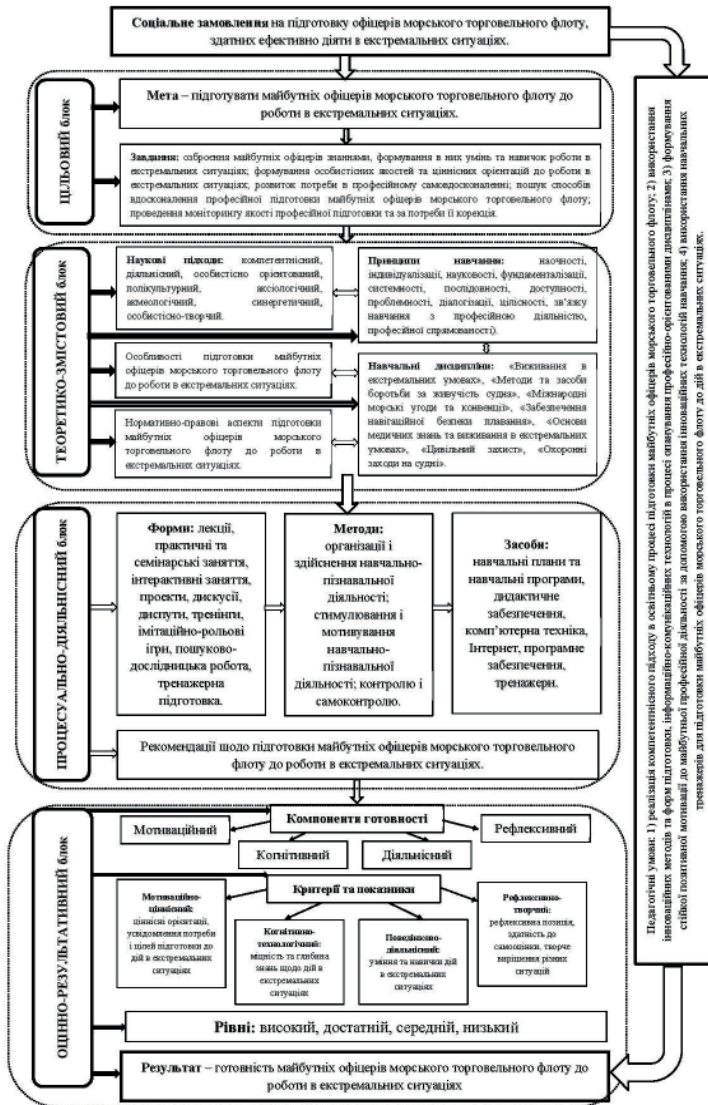 Соціальне замовлення на підготовку офіцерів морського торговельного флоту,
здатних ефективно діяти в екстремальних ситуаціях.
ЦІЛЬОВИЙ блок
Мета – підготувати майбутніх офіцерів морського торговельного флоту до
роботи в екстремальних ситуаціях.
Завдання: озброєння майбутніх офіцерів знаннями, формування в них умінь та навичок роботи в
екстремальних ситуаціях; формування особистісних якостей та ціннісних орієнтацій до роботи в
екстремальних ситуаціях; розвиток потреби в професійному самовдосконаленні; пошук способів
вдосконалення професійної підготовки майбутніх офіцерів морського торговельного флоту;
проведення моніторингу якості професійної підготовки та за потреби її корекція.
ТЕОРЕТИКО-ЗМІСТОВИЙ блок
Наукові підходи: компетентнісний,
діяльнісний, особистісно орієнтований,
полікультурний, аксіологічний,
акмеологічний, синергетичний,
особистісно-творчий.
Принципи навчання: наочності,
індивідуалізації, науковості, фундаменталізації,
системності, послідовності, доступності,
проблемності, діалогізації, цілісності, зв'язку
навчання з професійною діяльністю,
професійної спрямованості).
Особливості підготовки майбутніх
офіцерів морського торговельного флоту
до роботи в екстремальних ситуаціях.
Навчальні дисципліни: «Виживання в
екстремальних умовах», «Методи та засоби
боротьби за живучість судна», «Міжнародні
морські угоди та конвенції», «Забезпечення
навігаційної безпеки плавання», «Основи
медичних знань та виживання в екстремальних
умовах», «Цивільний захист», «Охоронні
заходи на судні».
Нормативно-правові аспекти підготовки
майбутніх офіцерів морського
торговельного флоту до роботи в
екстремальних ситуаціях.
ПРОЦЕСУАЛЬНО-ДІЯЛЬНІСНИЙ блок
Форми: лекції,
практичні та
семінарські заняття,
інтерактивні заняття,
проекти, дискусії,
диспути, тренінги,
імітаційно-рольові
ігри, пошуково-
дослідницька робота,
тренажерна
підготовка.
Методи:
організації і
здійснення навчально-
пізнавальної
діяльності;
стимулювання і
мотивування
навчально-
пізнавальної
діяльності; контролю і
самоконтролю.
Засоби:
навчальні плани та
навчальні програми,
дидактичне
забезпечення,
комп'ютерна техніка,
Інтернет, програмне
забезпечення,
тренажери.
Рекомендації щодо підготовки майбутніх офіцерів морського торговельного
флоту до роботи в екстремальних ситуаціях.
ОЦІННО-РЕЗУЛЬТАТИВНИЙ блок
Компоненти готовності
Мотиваційний
Рефлексивний
Когнітивний
Діяльнісний
Критерії та показники
Мотиваційно-
ціннісний:
ціннісні орієнтації,
усвідомлення потреби
і цілей підготовки до
дій в екстремальних
ситуаціях
Когнітивно-
технологічний:
міцність та глибина
знань щодо дій в
екстремальних
ситуаціях
Поведінково-
діяльнісний:
уміння та навички дій
в екстремальних
ситуаціях
Рефлексивно-
творчий:
рефлексивна позиція,
здатність до
самооцінки, творче
вирішення різних
ситуацій
Рівні: високий, достатній, середній, низький
Результат – готовність майбутніх офіцерів морського торговельного флоту до
роботи в екстремальних ситуаціях
Педагогічні умови: 1) реалізація компетентнісного підходу в освітньому процесі підготовки майбутніх офіцерів морського торговельного флоту; 2) використання
інноваційних методів та форм підготовки, інформаційно-комунікаційних технологій в процесі опанування професійно-орієнтованими дисциплінами; 3) формування
стійкої позитивної мотивації до майбутньої професійної діяльності за допомогою використання інноваційних технологій навчання; 4) використання навчальних
тренажерів для підготовки майбутніх офіцерів морського торговельного флоту до дій в екстремальних ситуаціях.